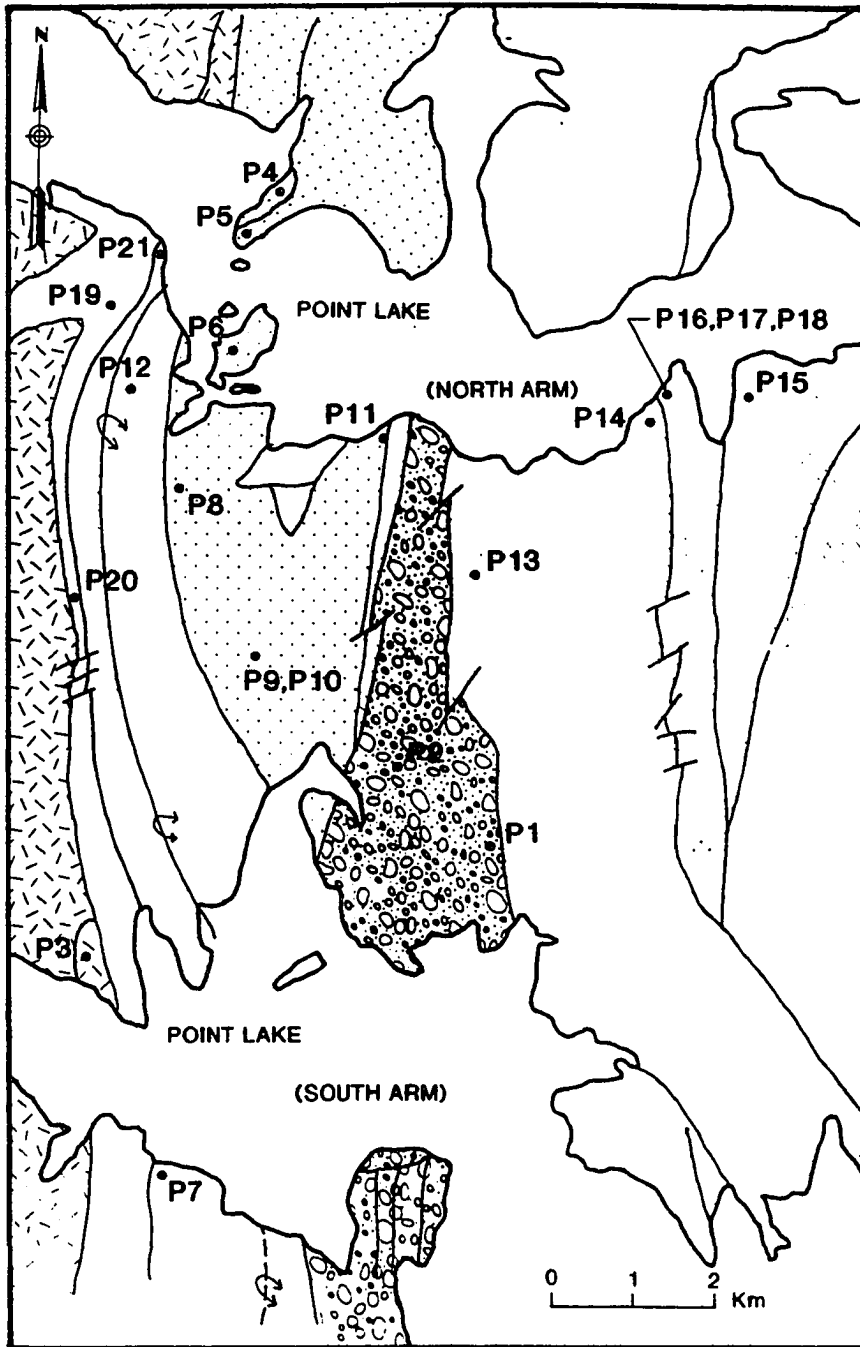 N
P4
P5
P21
P19
POINT LAKE
P16,P17,P18
P6
P12
(NORTH ARM)
P15
P14
P11
P8
P13
P20
P9,P10
P2
P1
P3
POINT LAKE
(SOUTH ARM)
P7
0 1 2
Km